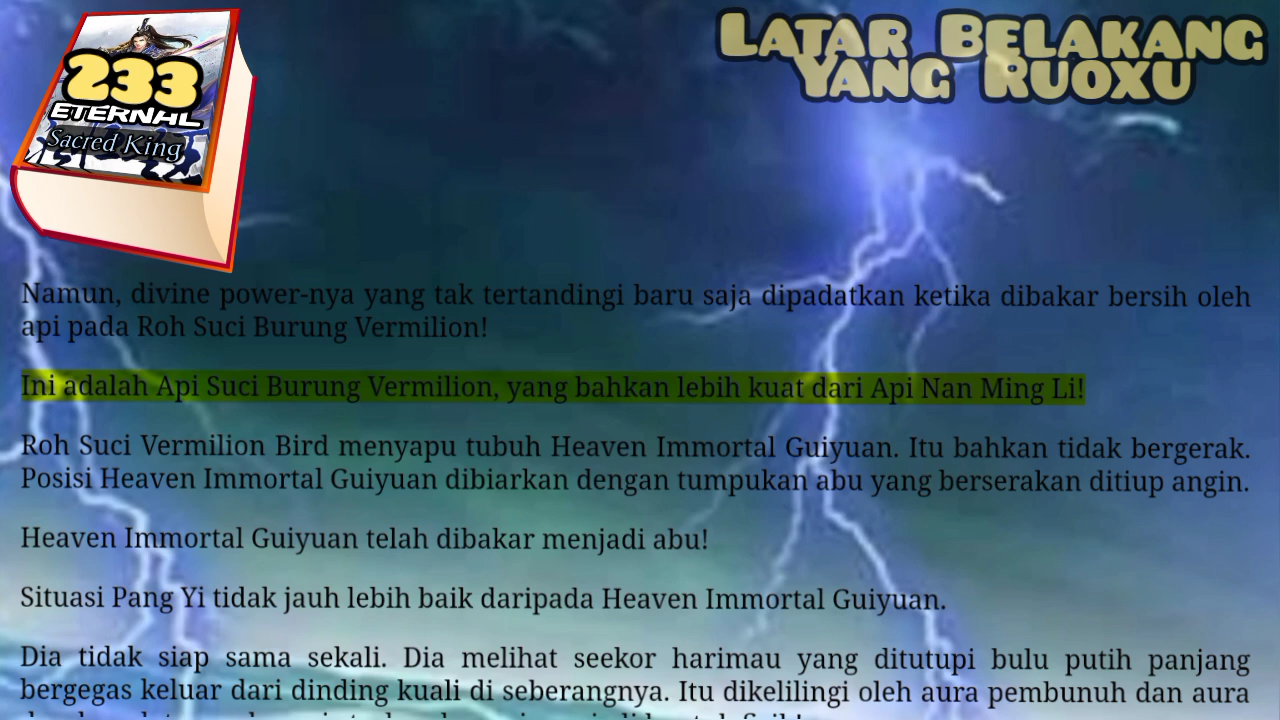 233
ETERNAL
Sacred King
LATAR BELAKANG
YANG RUOXU
Namun, divine power-nya yang tak tertandingi baru saja dipadatkan ketika dibakar bersih oleh
api pada Roh Suci Burung Vermilion!
Ini adalah Api Suci Burung Vermilion, yang bahkan lebih kuat dari Api Nan Ming Li!
Roh Suci Vermilion Bird menyapu tubuh Heaven Immortal Guiyuan. Itu bahkan tidak bergerak.
Posisi Heaven Immortal Guiyuan dibiarkan dengan tumpukan abu yang berserakan ditiup angin.
Heaven Immortal Guiyuan telah dibakar menjadi abu!
Situasi Pang Yi tidak jauh lebih baik daripada Heaven Immortal Guiyuan.
Dia tidak siap sama sekali. Dia melihat seekor harimau yang ditutupi bulu putih panjang
bergegas keluar dari dinding kuali di seberangnya. Itu dikelilingi oleh aura pembunuh dan aura